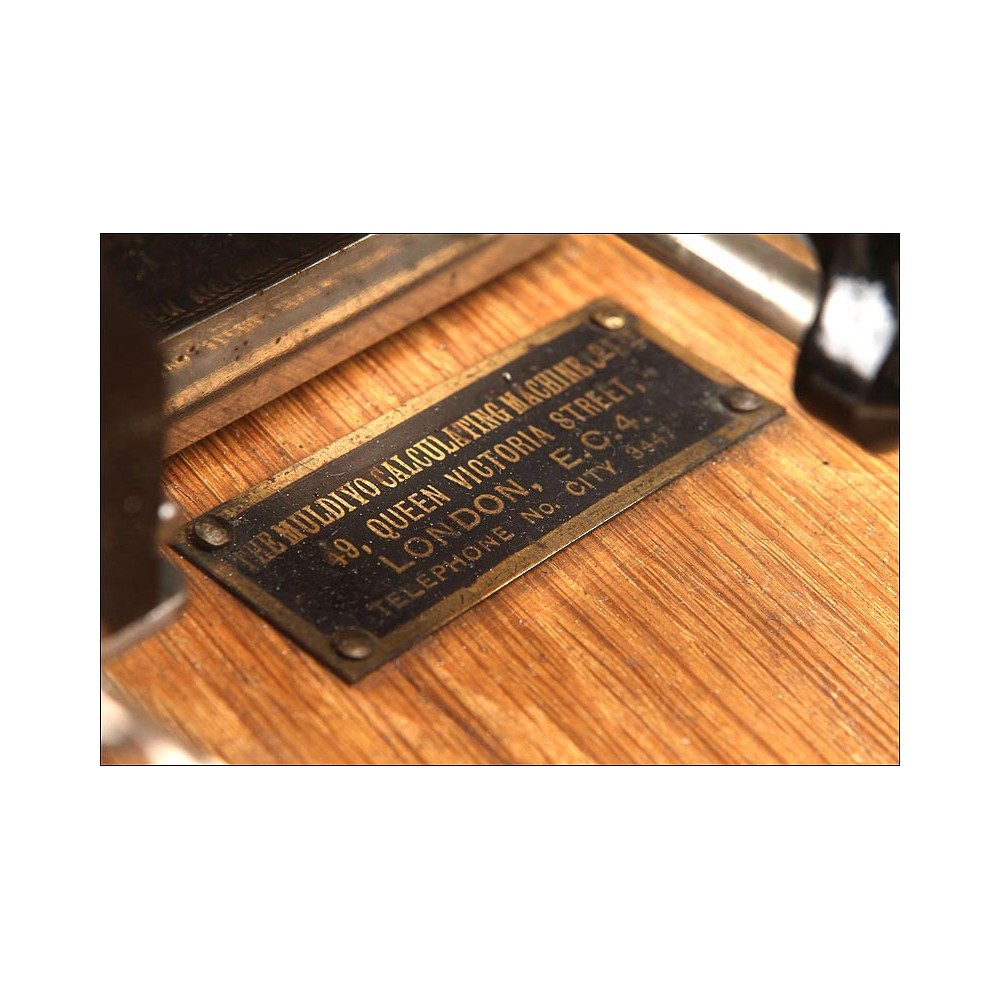 THE MULDIVO CALCULATING MACHINE Co LTD
49, QUEEN VICTORIA STREET,
LONDON, E.C.4.
TELEPHONE No. CITY